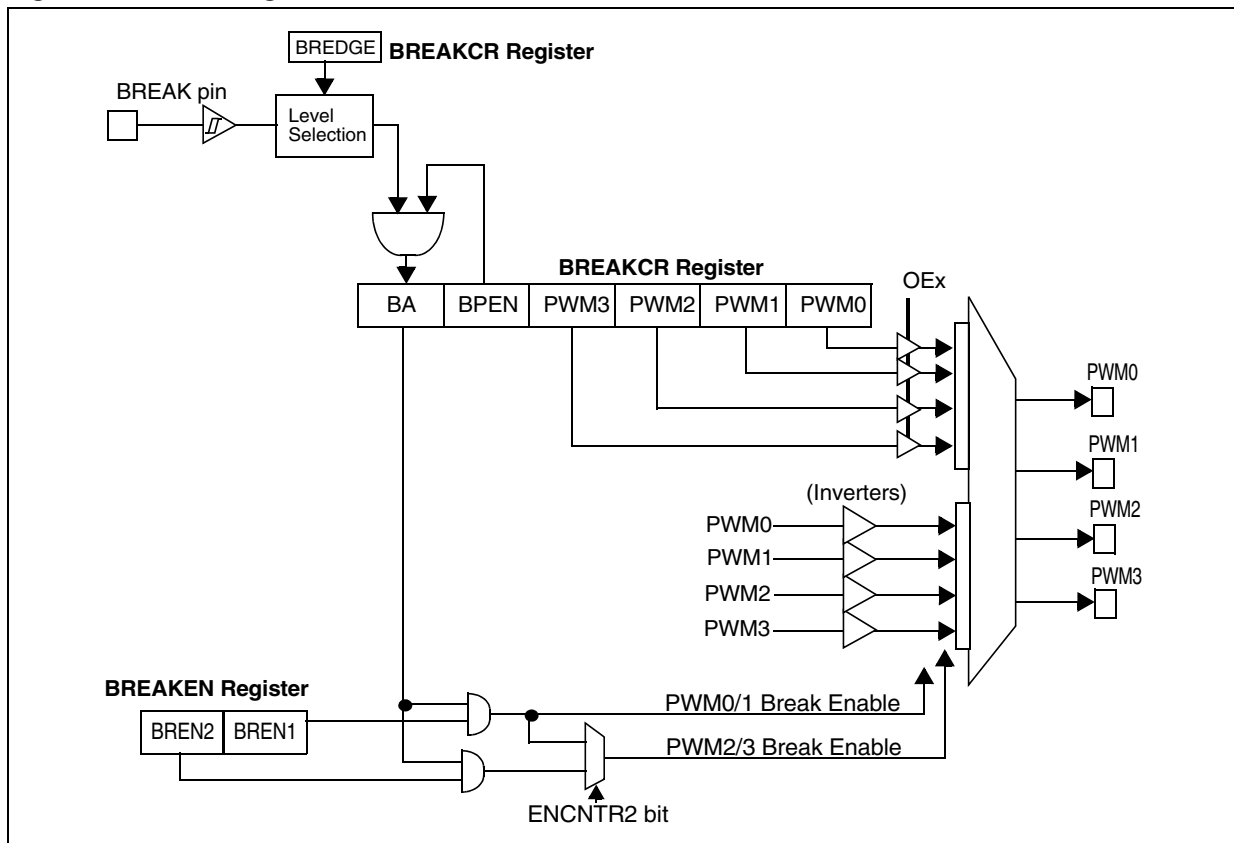 BREDGE BREAKCR Register
BREAK pin
Level
Selection
BREAKCR Register
OEx
BA BPEN PWM3 PWM2 PWM1 PWM0
PWM0
PWM1
PWM2
PWM3
(Inverters)
PWM0
PWM1
PWM2
PWM3
BREAKEN Register
BREN2 BREN1
PWM0/1 Break Enable
PWM2/3 Break Enable
ENCNTR2 bit